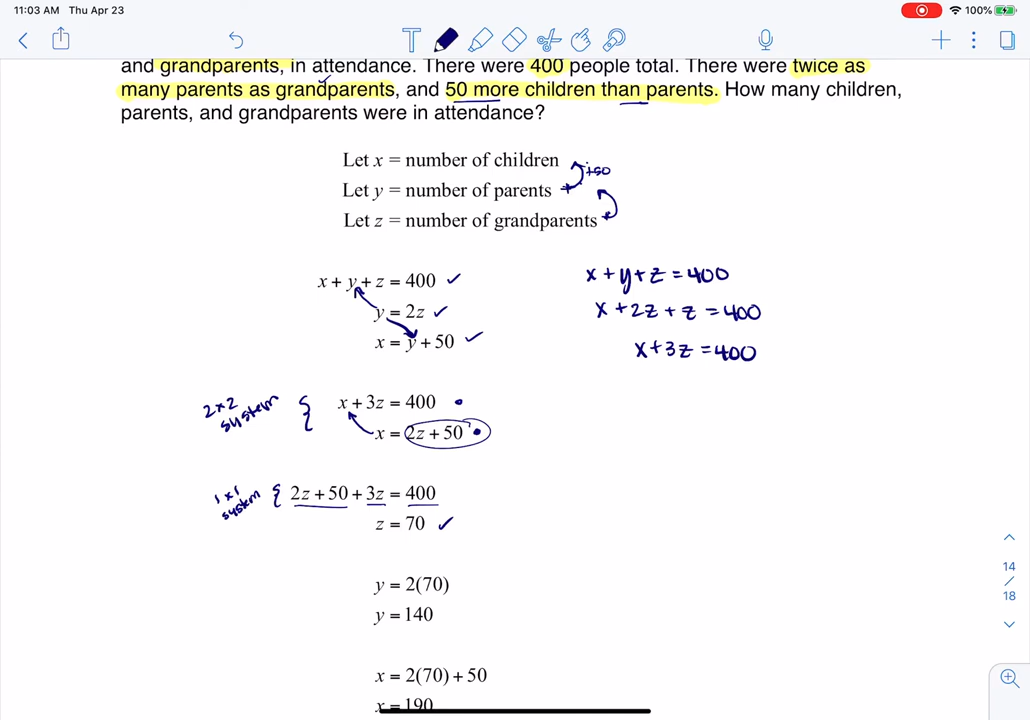 11:03 AM Thu Apr 23
100%
T
and grandparents, in attendance. There were 400 people total. There were twice as
many parents as grandparents, and 50 more children than parents. How many children,
parents, and grandparents were in attendance?
Let x = number of children
+50
Let y = number of parents
Let z = number of grandparents
x + y + z = 400 ✓
y = 2z ✓
x = y + 50 ✓
x + y + z = 400
x + 2z + z = 400
x + 3z = 400
2×2
system {
x + 3z = 400
x = 2z + 50
1×1
system {
2z + 50 + 3z = 400
z = 70 ✓
y = 2(70)
y = 140
x = 2(70) + 50
x = 190
14
/
18